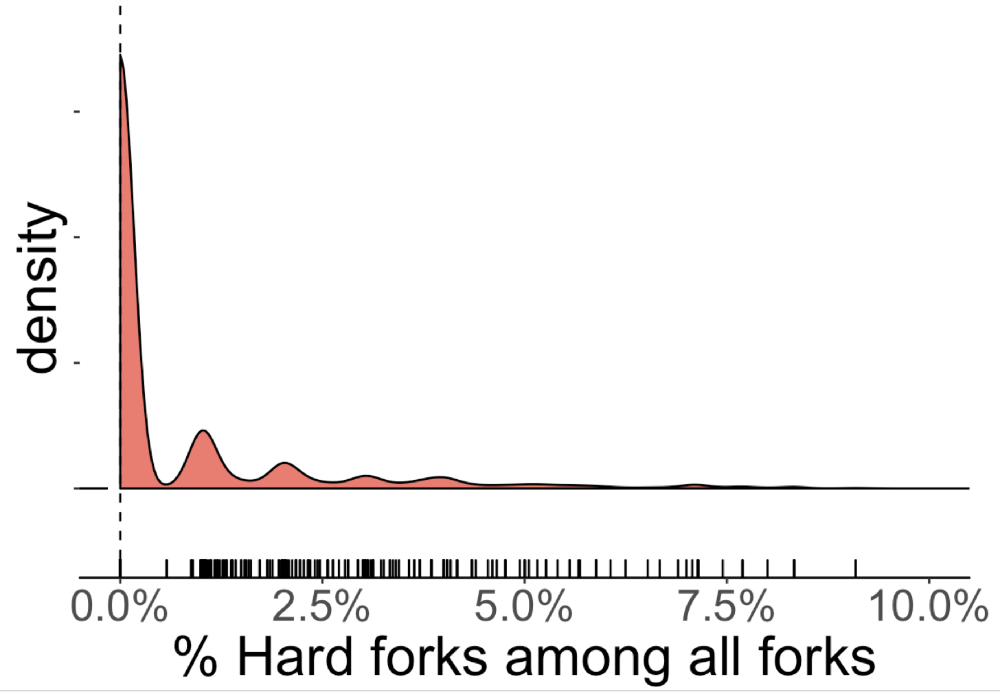 density
0.0% 2.5% 5.0% 7.5% 10.0%
% Hard forks among all forks